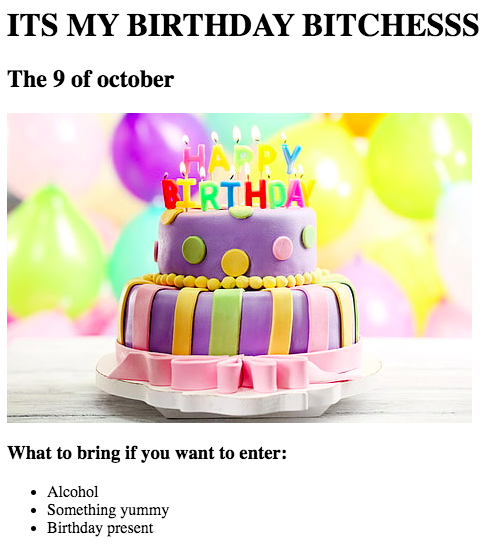 ITS MY BIRTHDAY BITCHESSS
The 9 of october
HAPPY
BIRTHDAY
What to bring if you want to enter:
Alcohol
Something yummy
Birthday present